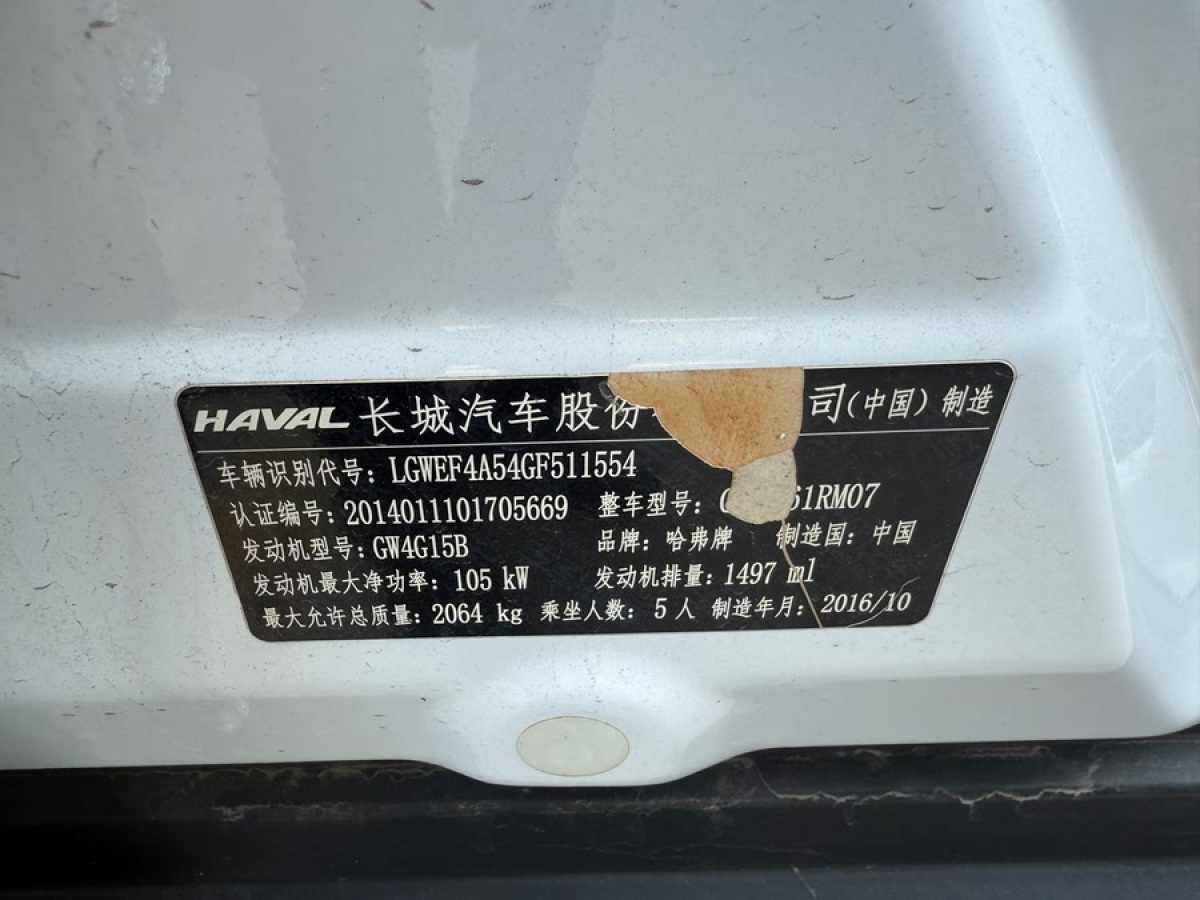 HAVAL 长城汽车股份 司(中国)制造
车辆识别代号：LGWEF4A54GF511554
认证编号：2014011101705669 整车型号： 61RM07
发动机型号：GW4G15B 品牌：哈弗牌 制造国：中国
发动机最大净功率：105 kW 发动机排量：1497 ml
最大允许总质量：2064 kg 乘坐人数：5人 制造年月：2016/10